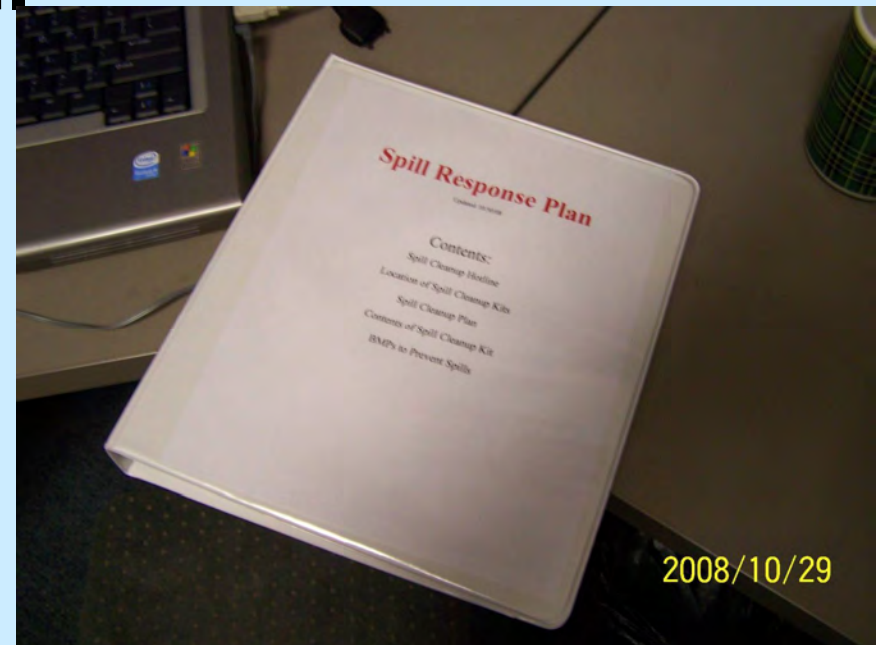 Spill Response Plan
Contents:
Spill Cleanup Hotline
Location of Spill Cleanup Kits
Spill Cleanup Plan
Contents of Spill Cleanup Kit
BMPs to Prevent Spills
2008/10/29